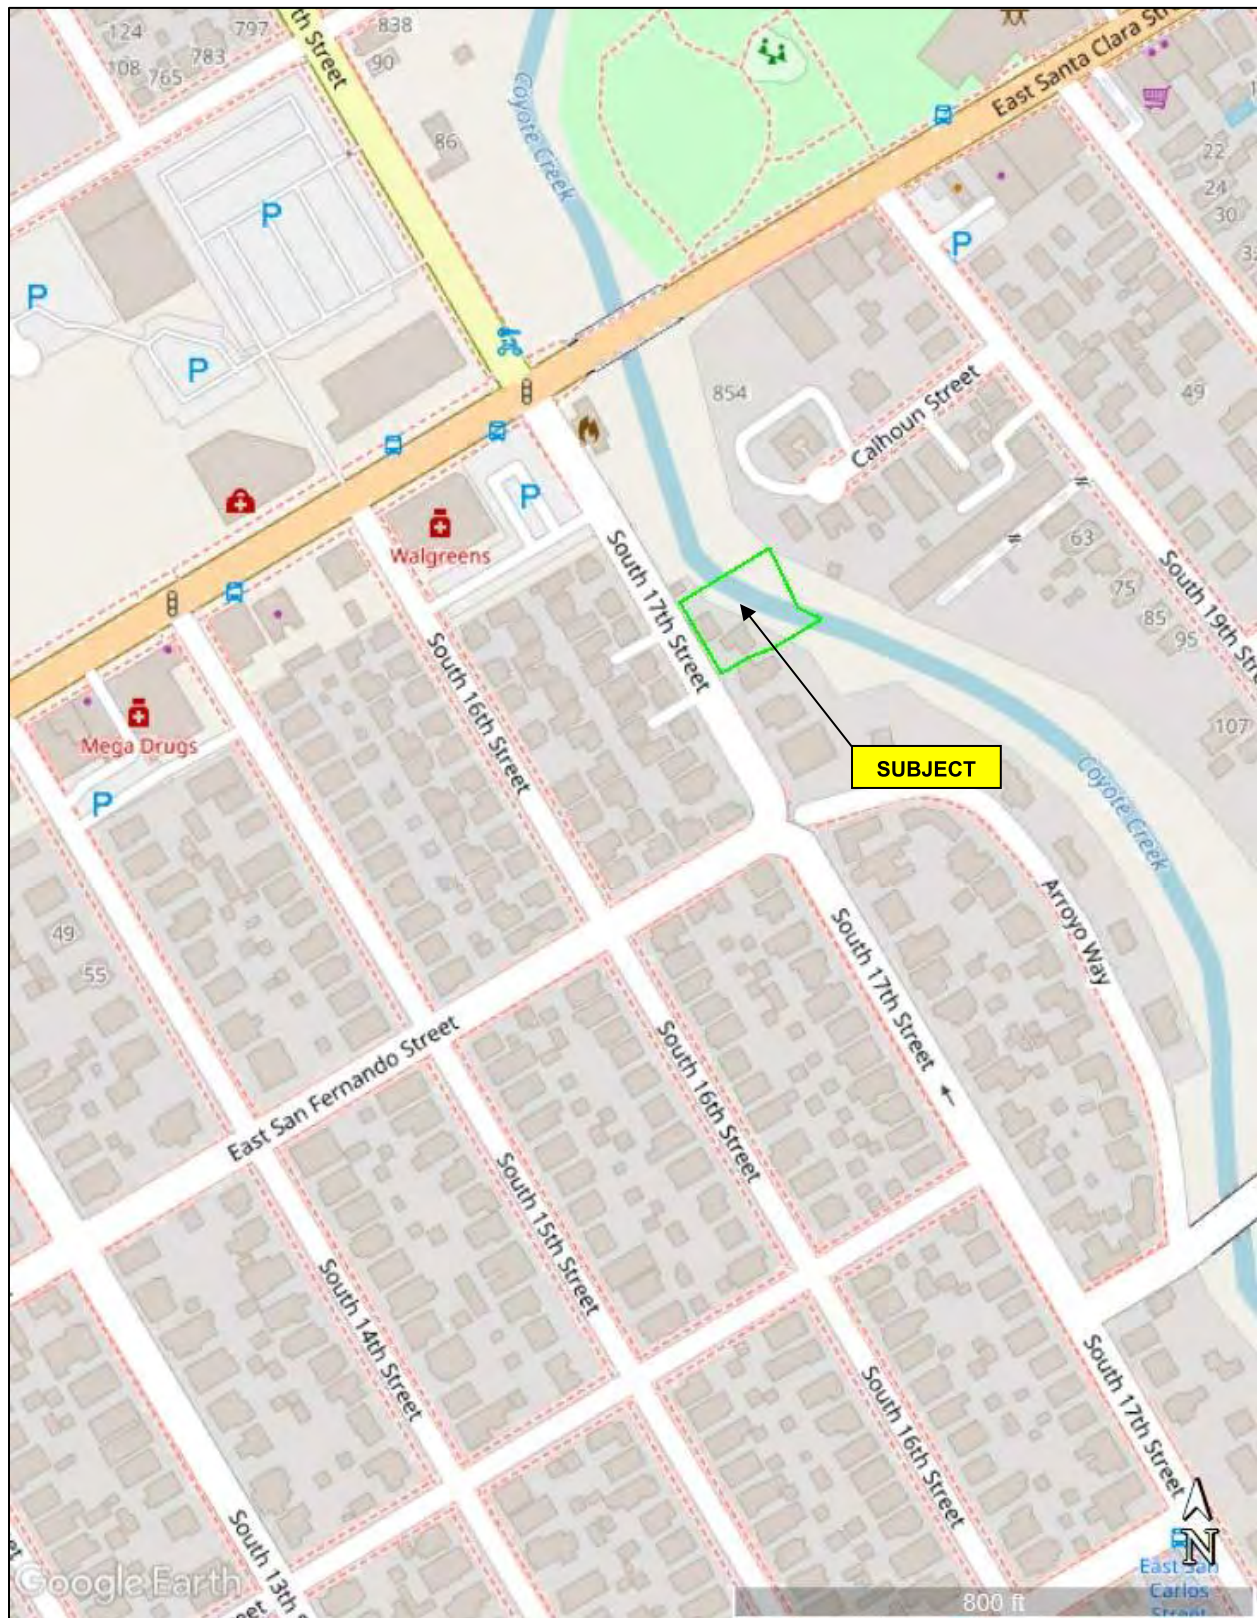 124
797
838
th Street
108
765
783
90
Coyote Creek
East Santa Clara Str
86
22
24
30
P
P
P
P
854
Calhoun Street
49
P
Walgreens
South 17th Street
63
75
85
95
South 19th Stre
South 16th Street
Mega Drugs
P
SUBJECT
107
Coyote Creek
49
55
Arroyo Way
South 17th Street
East San Fernando Street
South 16th Street
South 15th Street
South 14th Street
South 17th Street
South 16th Street
South 13th
N
East San
Carlos
Street
Google Earth
800 ft